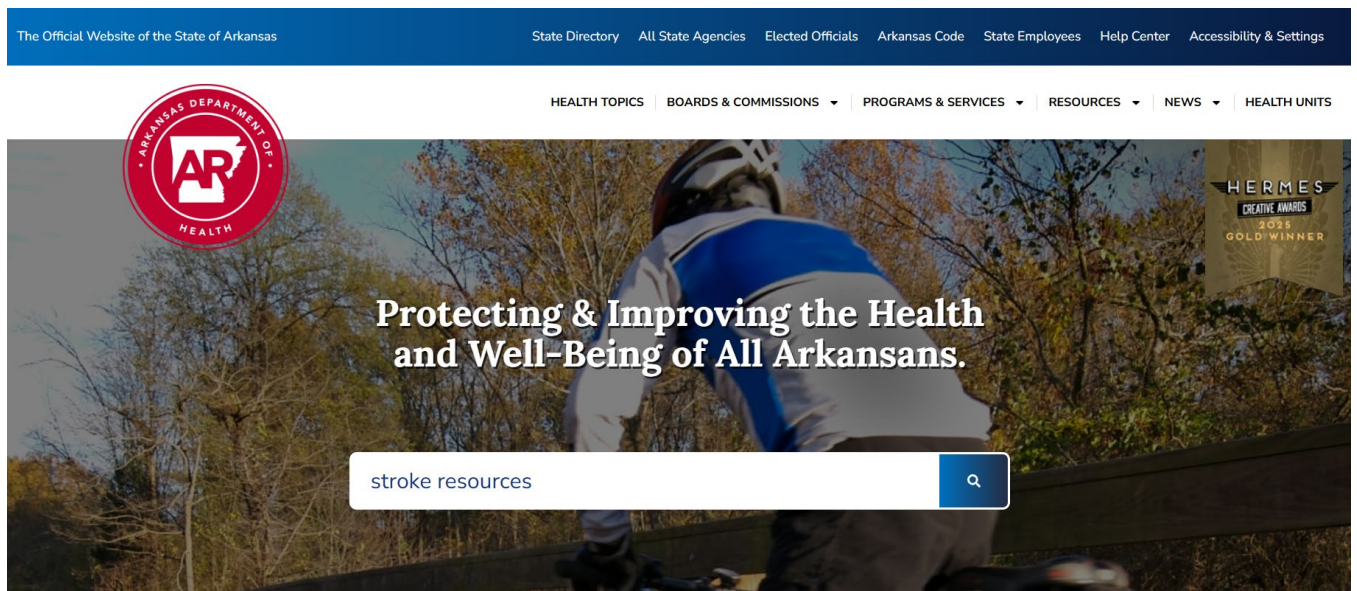 The Official Website of the State of Arkansas
State Directory All State Agencies Elected Officials Arkansas Code State Employees Help Center Accessibility & Settings
HEALTH TOPICS BOARDS & COMMISSIONS PROGRAMS & SERVICES RESOURCES NEWS HEALTH UNITS
ARKANSAS DEPARTMENT OF
AR
HEALTH
HERMES
CREATIVE AWARDS
2025
GOLD WINNER
Protecting & Improving the Health
and Well-Being of All Arkansans.
stroke resources